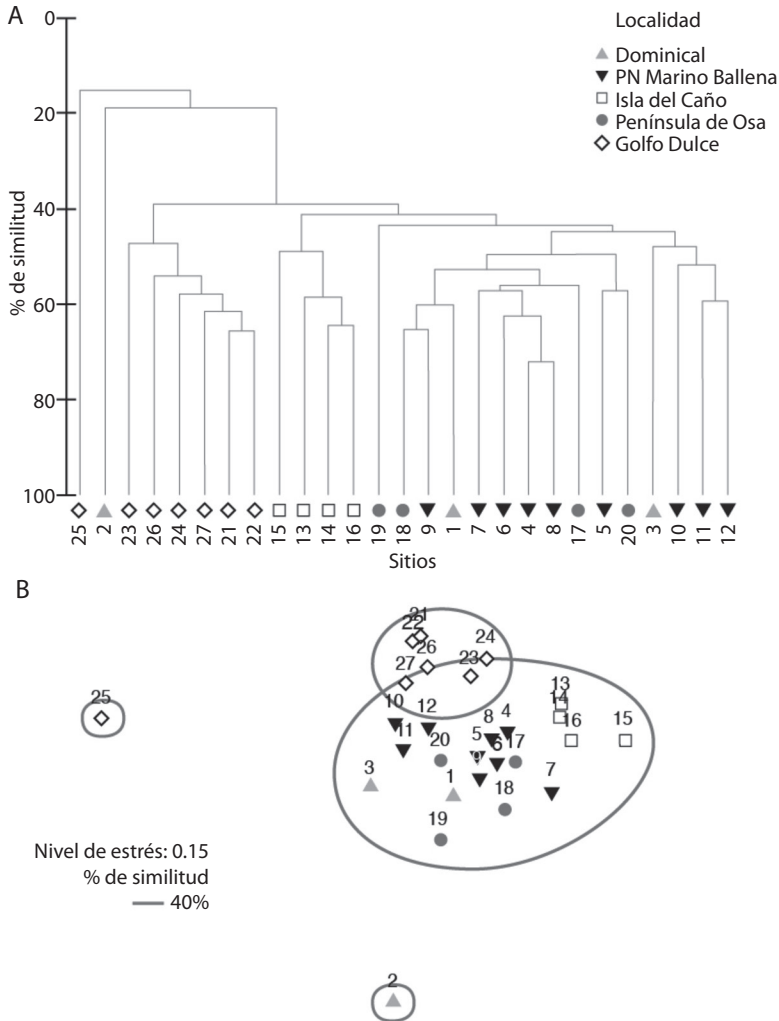 A
Localidad
Dominical
PN Marino Ballena
Isla del Caño
Península de Osa
Golfo Dulce
% de similitud
0
20
40
60
80
100
25 2 23 26 24 27 21 22 15 13 14 16 19 18 9 1 7 6 4 8 17 5 20 3 10 11 12
Sitios
B
21
22
26
24
27
23
25
10
12
13
14
16
15
11
20
5
8
4
6
17
9
3
1
18
7
19
Nivel de estrés: 0.15
% de similitud
40%
2